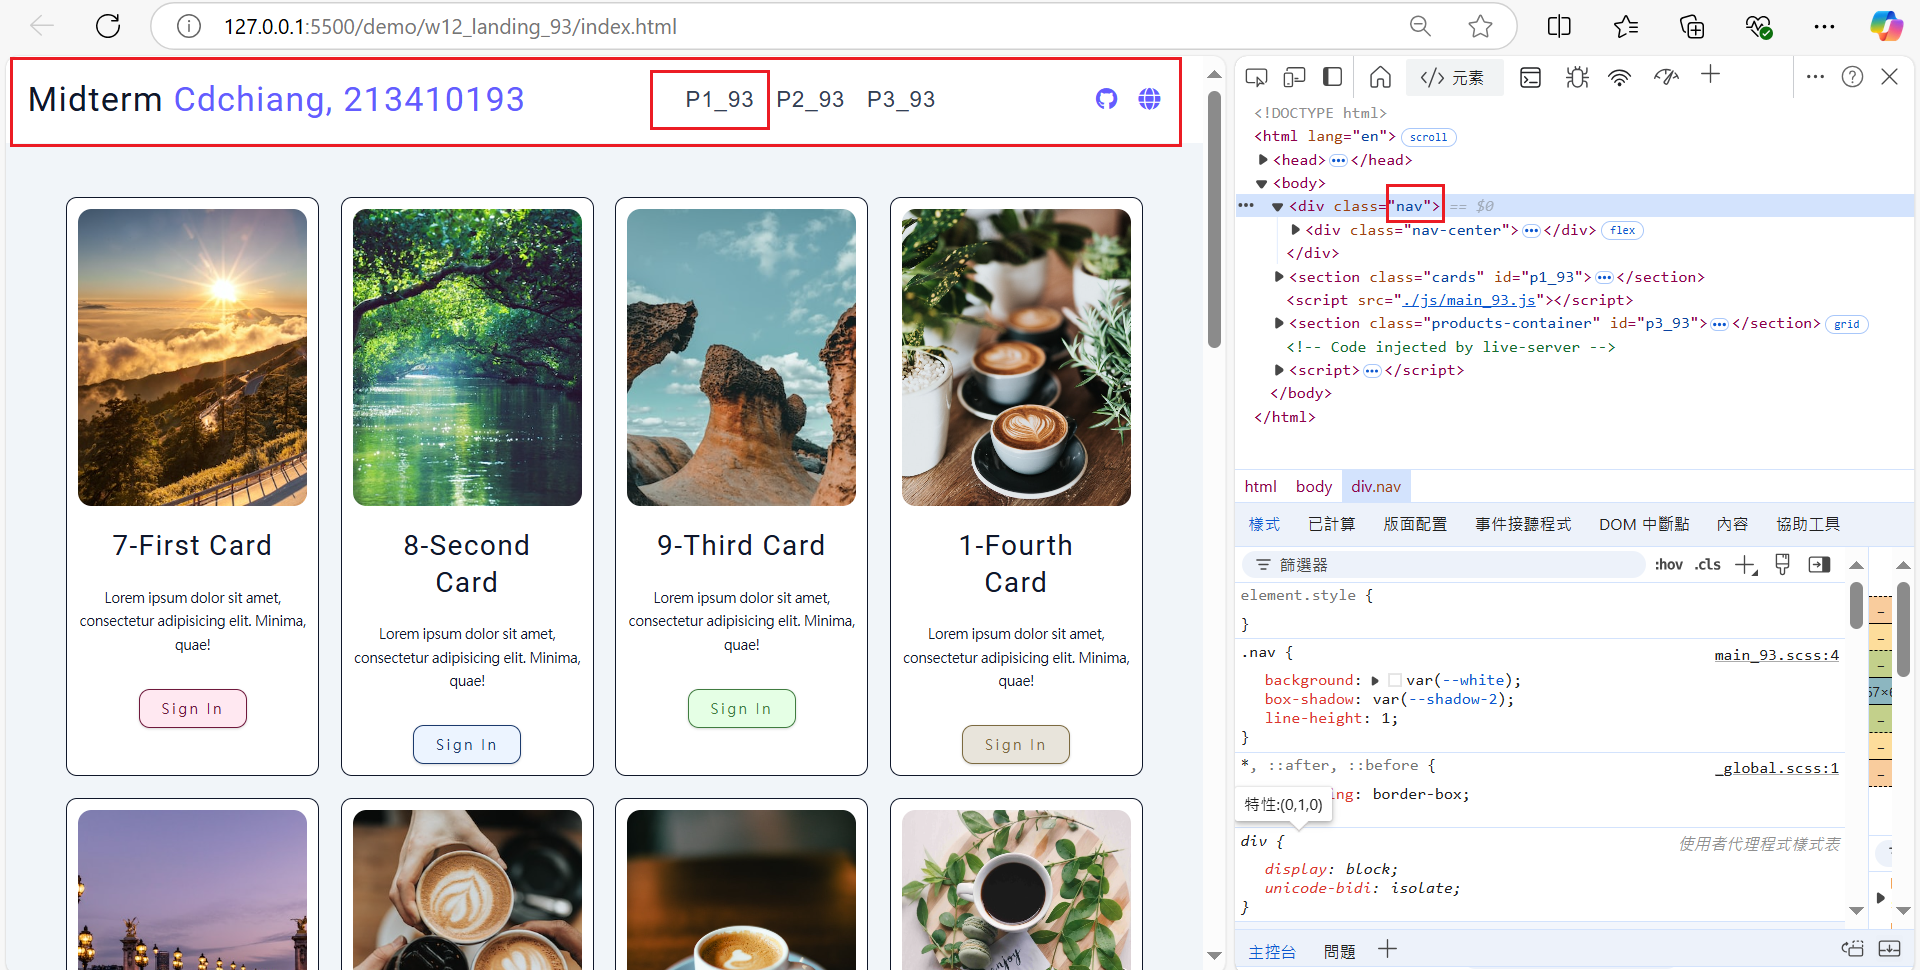 127.0.0.1:5500/demo/w12_landing_93/index.html
Midterm Cdchiang, 213410193
P1_93 P2_93 P3_93
7-First Card
Lorem ipsum dolor sit amet,
consectetur adipisicing elit. Minima,
quae!
Sign In
8-Second
Card
Lorem ipsum dolor sit amet,
consectetur adipisicing elit. Minima,
quae!
Sign In
9-Third Card
Lorem ipsum dolor sit amet,
consectetur adipisicing elit. Minima,
quae!
Sign In
1-Fourth
Card
Lorem ipsum dolor sit amet,
consectetur adipisicing elit. Minima,
quae!
Sign In
</> 元素
<!DOCTYPE html>
<html lang="en"> scroll
<head> ••• </head>
<body>
••• <div class="nav"> == $0
<div class="nav-center"> ••• </div> flex
</div>
<section class="cards" id="p1_93"> ••• </section>
<script src="./js/main_93.js"></script>
<section class="products-container" id="p3_93"> ••• </section> grid
<!-- Code injected by live-server -->
<script> ••• </script>
</body>
</html>
html body div.nav
樣式 已計算 版面配置 事件接聽程式 DOM 中斷點 內容 協助工具
篩選器 :hov .cls
element.style {
}
.nav { main_93.scss:4
background: var(--white);
box-shadow: var(--shadow-2);
line-height: 1;
}
*, ::after, ::before { _global.scss:1
ing: border-box;
特性:(0,1,0)
div { 使用者代理程式樣式表
display: block;
unicode-bidi: isolate;
}
主控台 問題